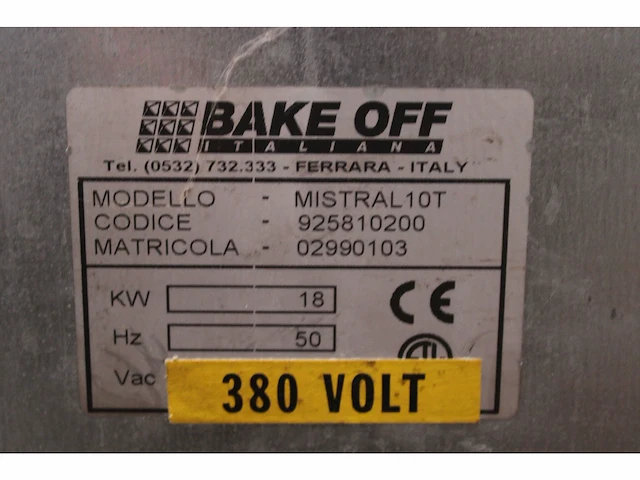 BAKE OFF
ITALIANA
Tel. (0532) 732.333 - FERRARA - ITALY
MODELLO - MISTRAL10T
CODICE - 925810200
MATRICOLA - 02990103
KW 18
CE
Hz 50
Vac
380 VOLT